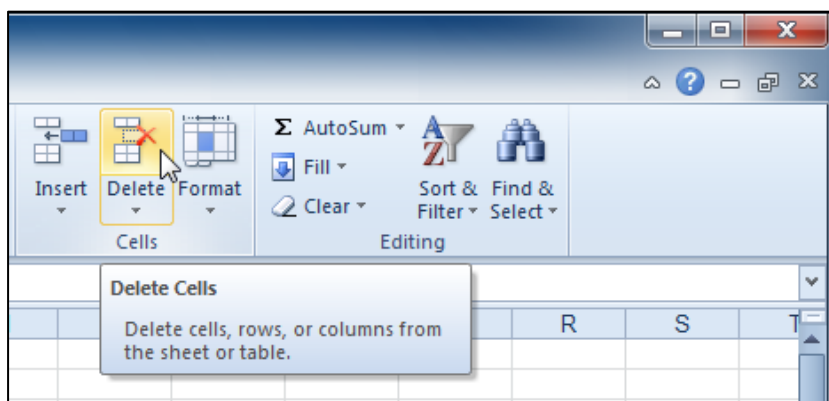 Insert Delete Format
Cells
Σ AutoSum
Fill
Clear
Sort & Filter
Find & Select
Editing
Delete Cells
Delete cells, rows, or columns from
the sheet or table.
R S T